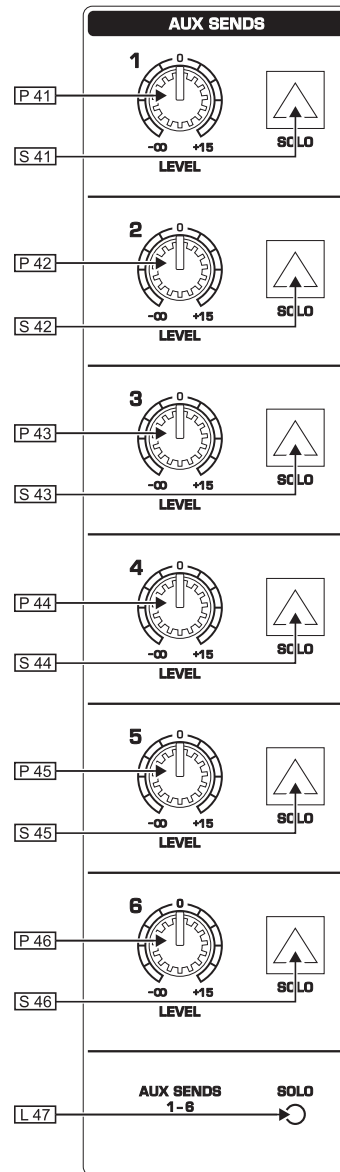 AUX SENDS
1 0
P 41
S 41
-∞ +15 SOLO
LEVEL
2 0
P 42
S 42
-∞ +15 SOLO
LEVEL
3 0
P 43
S 43
-∞ +15 SOLO
LEVEL
4 0
P 44
S 44
-∞ +15 SOLO
LEVEL
5 0
P 45
S 45
-∞ +15 SOLO
LEVEL
6 0
P 46
S 46
-∞ +15 SOLO
LEVEL
AUX SENDS SOLO
1-6
L 47